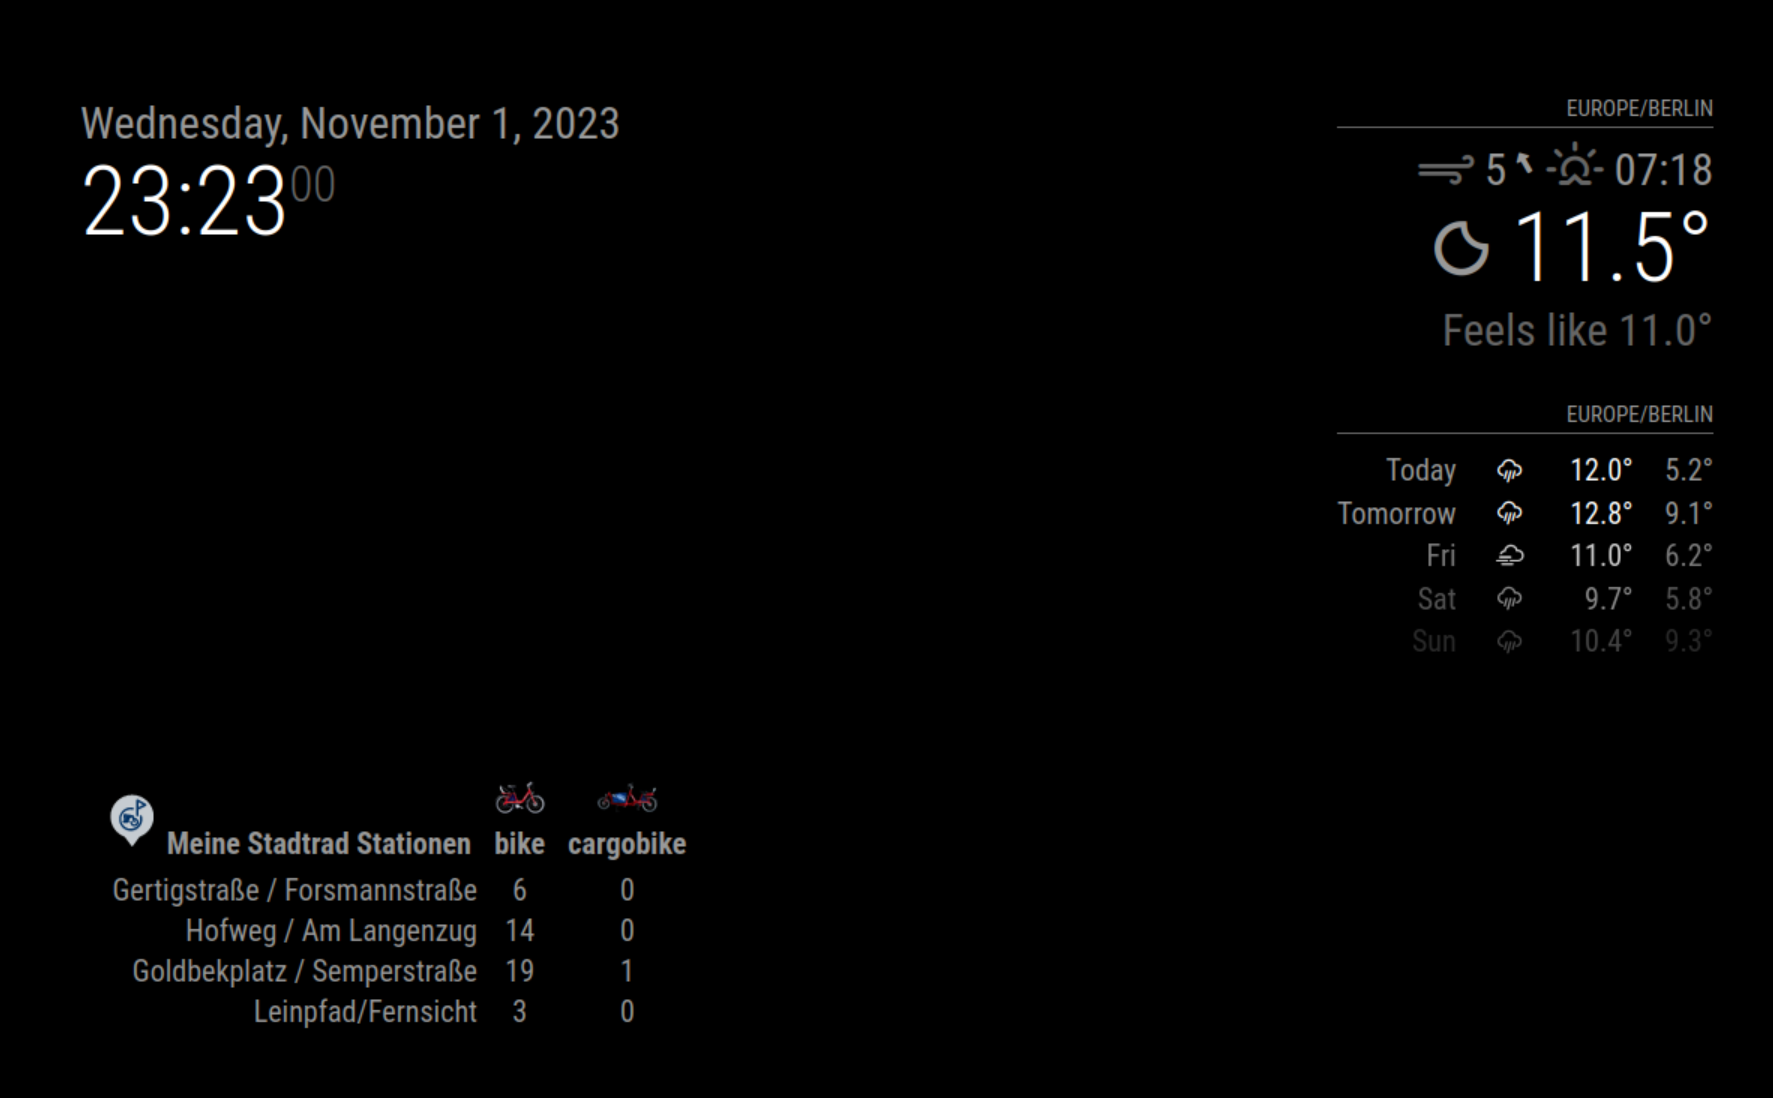 Wednesday, November 1, 2023
23:23 00
EUROPE/BERLIN
5 07:18
11.5°
Feels like 11.0°
EUROPE/BERLIN
Today 12.0° 5.2°
Tomorrow 12.8° 9.1°
Fri 11.0° 6.2°
Sat 9.7° 5.8°
Sun 10.4° 9.3°
Meine Stadtrad Stationen bike cargobike
Gertigstraße / Forsmannstraße 6 0
Hofweg / Am Langenzug 14 0
Goldbekplatz / Semperstraße 19 1
Leinpfad/Fernsicht 3 0